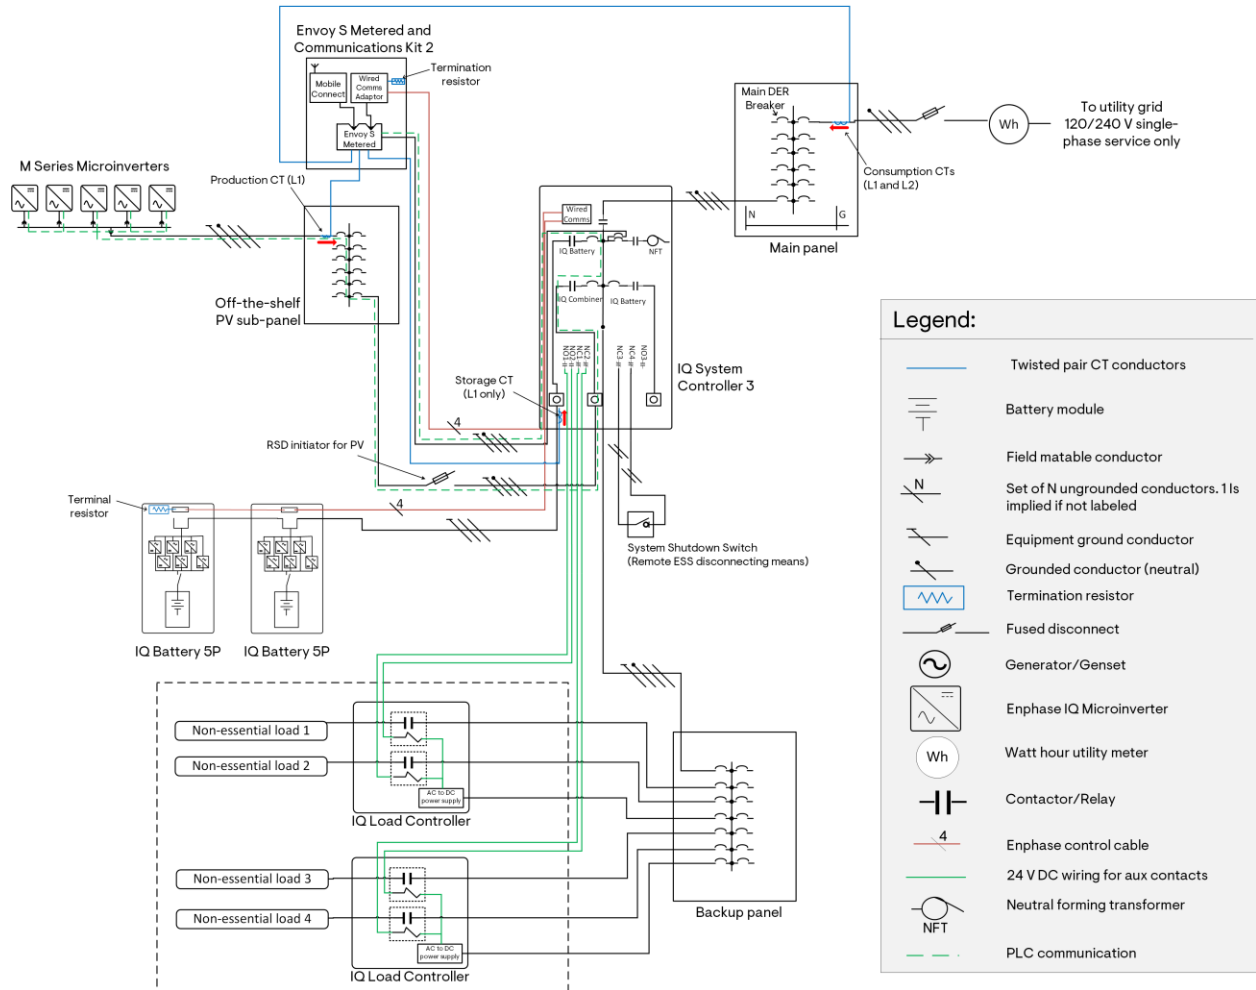 Envoy S Metered and
Communications Kit 2
Termination
resistor
Mobile
Connect
Wired
Comms
Adaptor
Envoy S
Metered
Main DER
Breaker
Wh
To utility grid
120/240 V single-
phase service only
Consumption CTs
(L1 and L2)
N
G
Main panel
M Series Microinverters
Production CT (L1)
Off-the-shelf
PV sub-panel
Wired
Comms
IQ Battery
NFT
IQ Combiner
IQ Battery
NO1-#
NO2-#
NC1-#
NC2-#
NC3-#
NC4-#
NO3-#
IQ System
Controller 3
Storage CT
(L1 only)
4
RSD initiator for PV
4
Terminal
resistor
System Shutdown Switch
(Remote ESS disconnecting means)
IQ Battery 5P
IQ Battery 5P
Non-essential load 1
Non-essential load 2
AC to DC
power supply
IQ Load Controller
Non-essential load 3
Non-essential load 4
AC to DC
power supply
IQ Load Controller
Backup panel
Legend:
Twisted pair CT conductors
Battery module
Field matable conductor
N
Set of N ungrounded conductors. 1 Is
implied if not labeled
Equipment ground conductor
Grounded conductor (neutral)
Termination resistor
Fused disconnect
Generator/Genset
Enphase IQ Microinverter
Wh
Watt hour utility meter
Contactor/Relay
4
Enphase control cable
24 V DC wiring for aux contacts
Neutral forming transformer
NFT
PLC communication